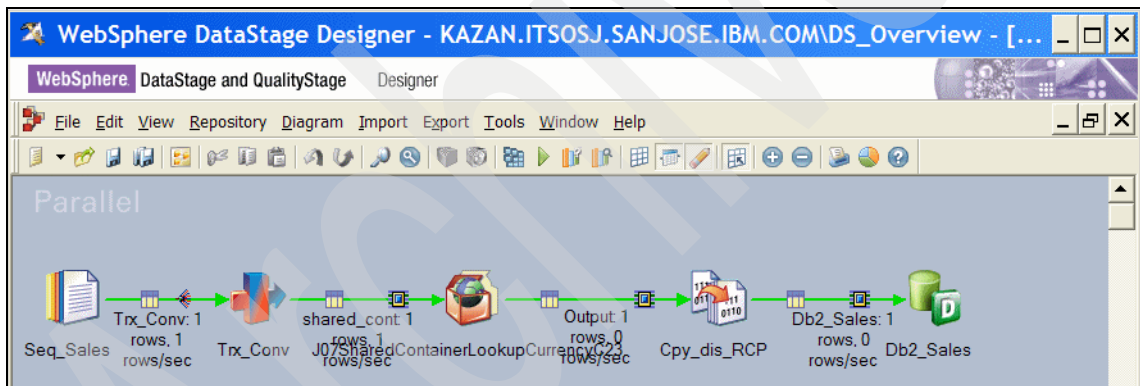 WebSphere DataStage Designer - KAZAN.ITSOSJ.SANJOSE.IBM.COM\DS_Overview - [...
WebSphere. DataStage and QualityStage Designer
File Edit View Repository Diagram Import Export Tools Window Help
Parallel
Trx_Conv: 1
rows, 1
rows/sec
shared_cont: 1
rows, 1
rows/sec
Output: 1
rows, 0
rows/sec
Db2_Sales: 1
rows, 0
rows/sec
Seq_Sales
Trx_Conv
J07SharedContainerLookupCurrencyC23
Cpy_dis_RCP
Db2_Sales